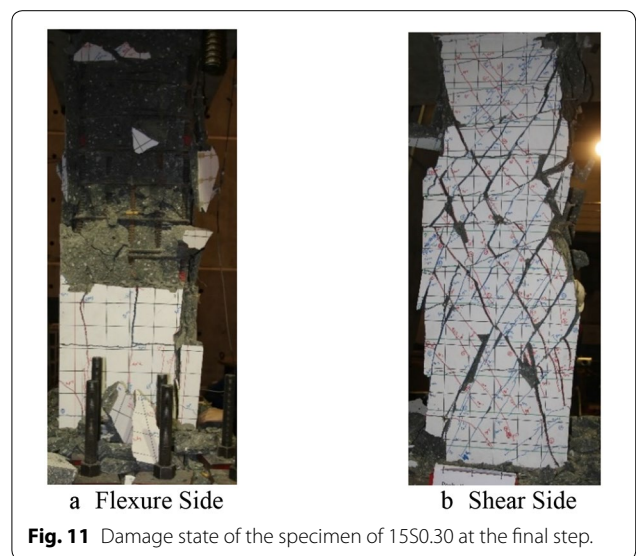 a Flexure Side
b Shear Side
Fig. 11 Damage state of the specimen of 15S0.30 at the final step.